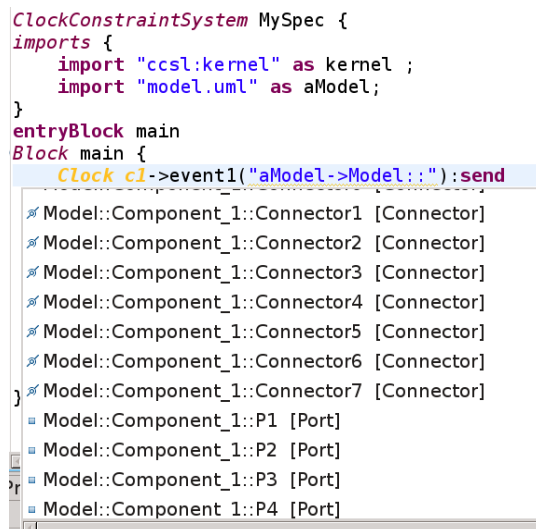 ClockConstraintSystem MySpec {
imports {
import "ccsl:kernel" as kernel ;
import "model.uml" as aModel;
}
entryBlock main
Block main {
Clock c1->event1("aModel->Model::"):send
Model::Component_1::Connector1 [Connector]
Model::Component_1::Connector2 [Connector]
Model::Component_1::Connector3 [Connector]
Model::Component_1::Connector4 [Connector]
Model::Component_1::Connector5 [Connector]
Model::Component_1::Connector6 [Connector]
} Model::Component_1::Connector7 [Connector]
Model::Component_1::P1 [Port]
Model::Component_1::P2 [Port]
Model::Component_1::P3 [Port]
Model::Component_1::P4 [Port]